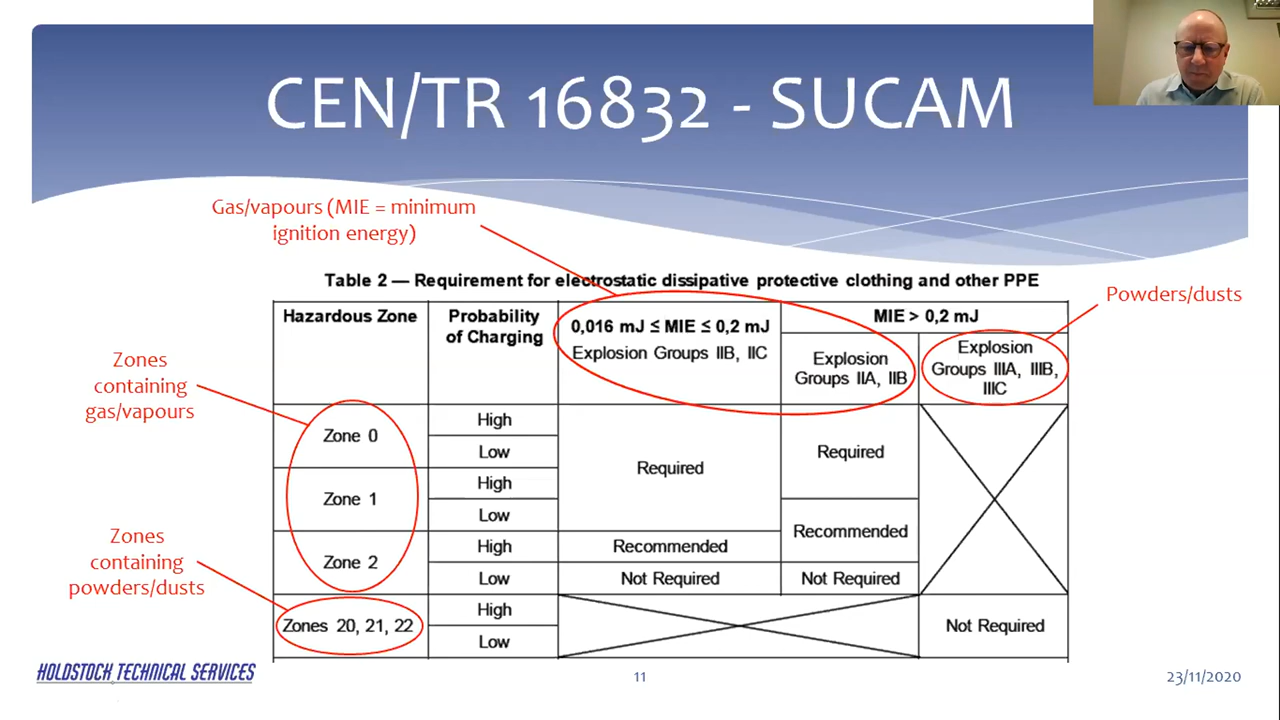 CEN/TR 16832 - SUCAM
Gas/vapours (MIE = minimum
ignition energy)
Table 2 — Requirement for electrostatic dissipative protective clothing and other PPE
Powders/dusts
Hazardous Zone
Probability
of Charging
0,016 mJ ≤ MIE ≤ 0,2 mJ
Explosion Groups IIB, IIC
MIE > 0,2 mJ
Explosion
Groups IIA, IIB
Explosion
Groups IIIA, IIIB,
IIIC
Zones
containing
gas/vapours
Zone 0
High
Low
Required
Required
Zone 1
High
Low
Recommended
Zone 2
High
Recommended
Low
Not Required
Not Required
Zones
containing
powders/dusts
Zones 20, 21, 22
High
Low
Not Required
HOLDSTOCK TECHNICAL SERVICES
11
23/11/2020